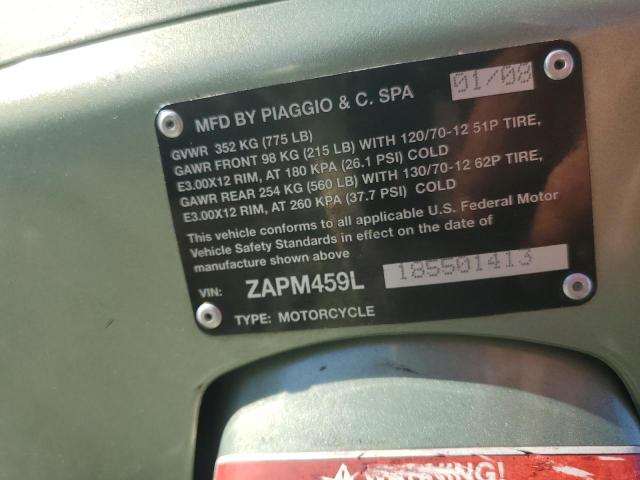 MFD BY PIAGGIO & C. SPA 01/08
GVWR 352 KG (775 LB)
GAWR FRONT 98 KG (215 LB) WITH 120/70-12 51P TIRE,
E3.00X12 RIM, AT 180 KPA (26.1 PSI) COLD
GAWR REAR 254 KG (560 LB) WITH 130/70-12 62P TIRE,
E3.00X12 RIM, AT 260 KPA (37.7 PSI) COLD
This vehicle conforms to all applicable U.S. Federal Motor
Vehicle Safety Standards in effect on the date of
manufacture shown above
VIN: ZAPM459L 185501413
TYPE: MOTORCYCLE
WARNING!